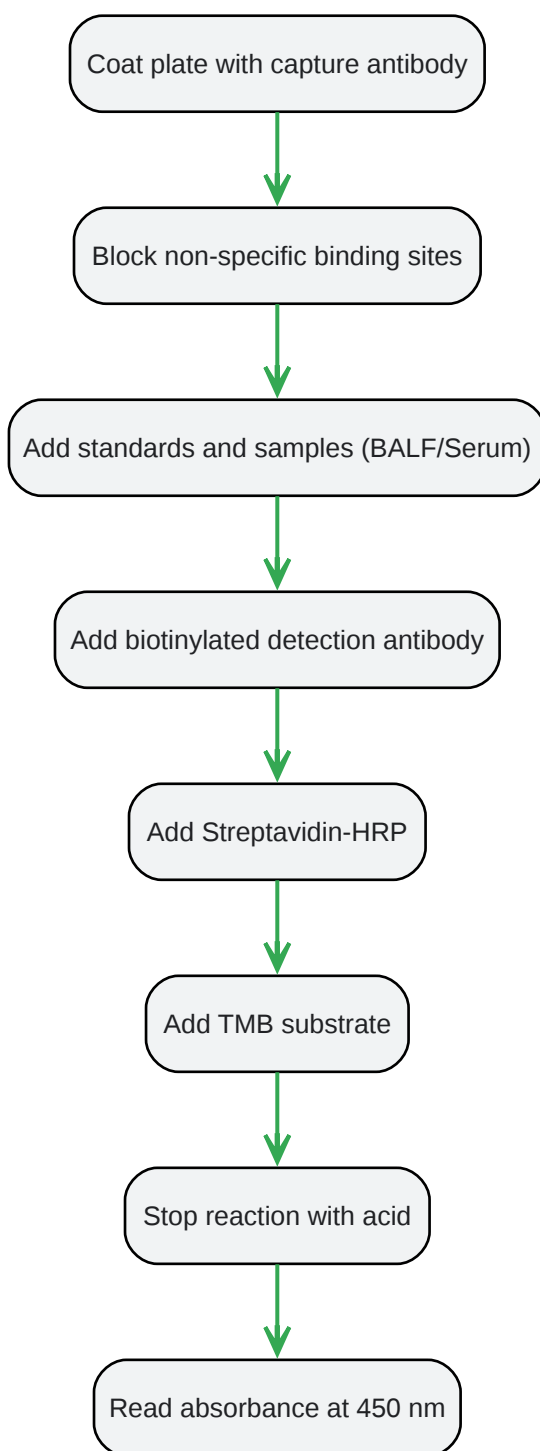 Coat plate with capture antibody
Block non-specific binding sites
Add standards and samples (BALF/Serum)
Add biotinylated detection antibody
Add Streptavidin-HRP
Add TMB substrate
Stop reaction with acid
Read absorbance at 450 nm